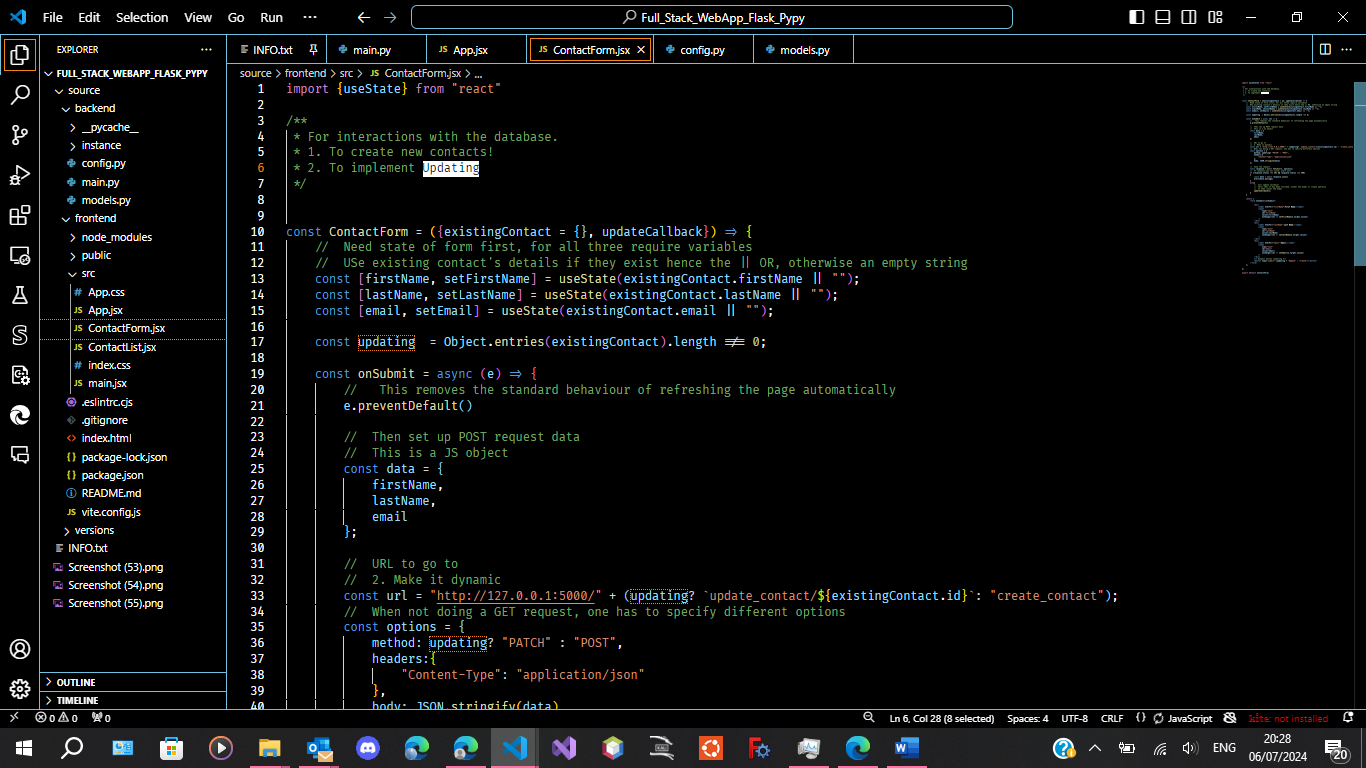 File Edit Selection View Go Run ··· Full_Stack_WebApp_Flask_Pypy
EXPLORER ···
FULL_STACK_WEBAPP_FLASK_PYPY
source
backend
__pycache__
instance
config.py
main.py
models.py
frontend
node_modules
public
src
App.css
App.jsx
ContactForm.jsx
ContactList.jsx
index.css
main.jsx
.eslintrc.cjs
.gitignore
index.html
package-lock.json
package.json
README.md
vite.config.js
versions
INFO.txt
Screenshot (53).png
Screenshot (54).png
Screenshot (55).png
OUTLINE
TIMELINE
INFO.txt main.py JS App.jsx JS ContactForm.jsx config.py models.py
source > frontend > src > JS ContactForm.jsx > ...
1 import {useState} from "react"
2
3 /**
4 * For interactions with the database.
5 * 1. To create new contacts!
6 * 2. To implement Updating
7 */
8
9
10 const ContactForm = ({existingContact = {}, updateCallback}) => {
11 // Need state of form first, for all three require variables
12 // USe existing contact's details if they exist hence the || OR, otherwise an empty string
13 const [firstName, setFirstName] = useState(existingContact.firstName || "");
14 const [lastName, setLastName] = useState(existingContact.lastName || "");
15 const [email, setEmail] = useState(existingContact.email || "");
16
17 const updating = Object.entries(existingContact).length !== 0;
18
19 const onSubmit = async (e) => {
20 // This removes the standard behaviour of refreshing the page automatically
21 e.preventDefault()
22
23 // Then set up POST request data
24 // This is a JS object
25 const data = {
26 firstName,
27 lastName,
28 email
29 };
30
31 // URL to go to
32 // 2. Make it dynamic
33 const url = "http://127.0.0.1:5000/" + (updating? `update_contact/${existingContact.id}`: "create_contact");
34 // When not doing a GET request, one has to specify different options
35 const options = {
36 method: updating? "PATCH" : "POST",
37 headers:{
38 "Content-Type": "application/json"
39 },
40 body: JSON.stringify(data)
0 0 0 Ln 6, Col 28 (8 selected) Spaces: 4 UTF-8 CRLF {} JavaScript kite: not installed
ENG 20:28
06/07/2024
20